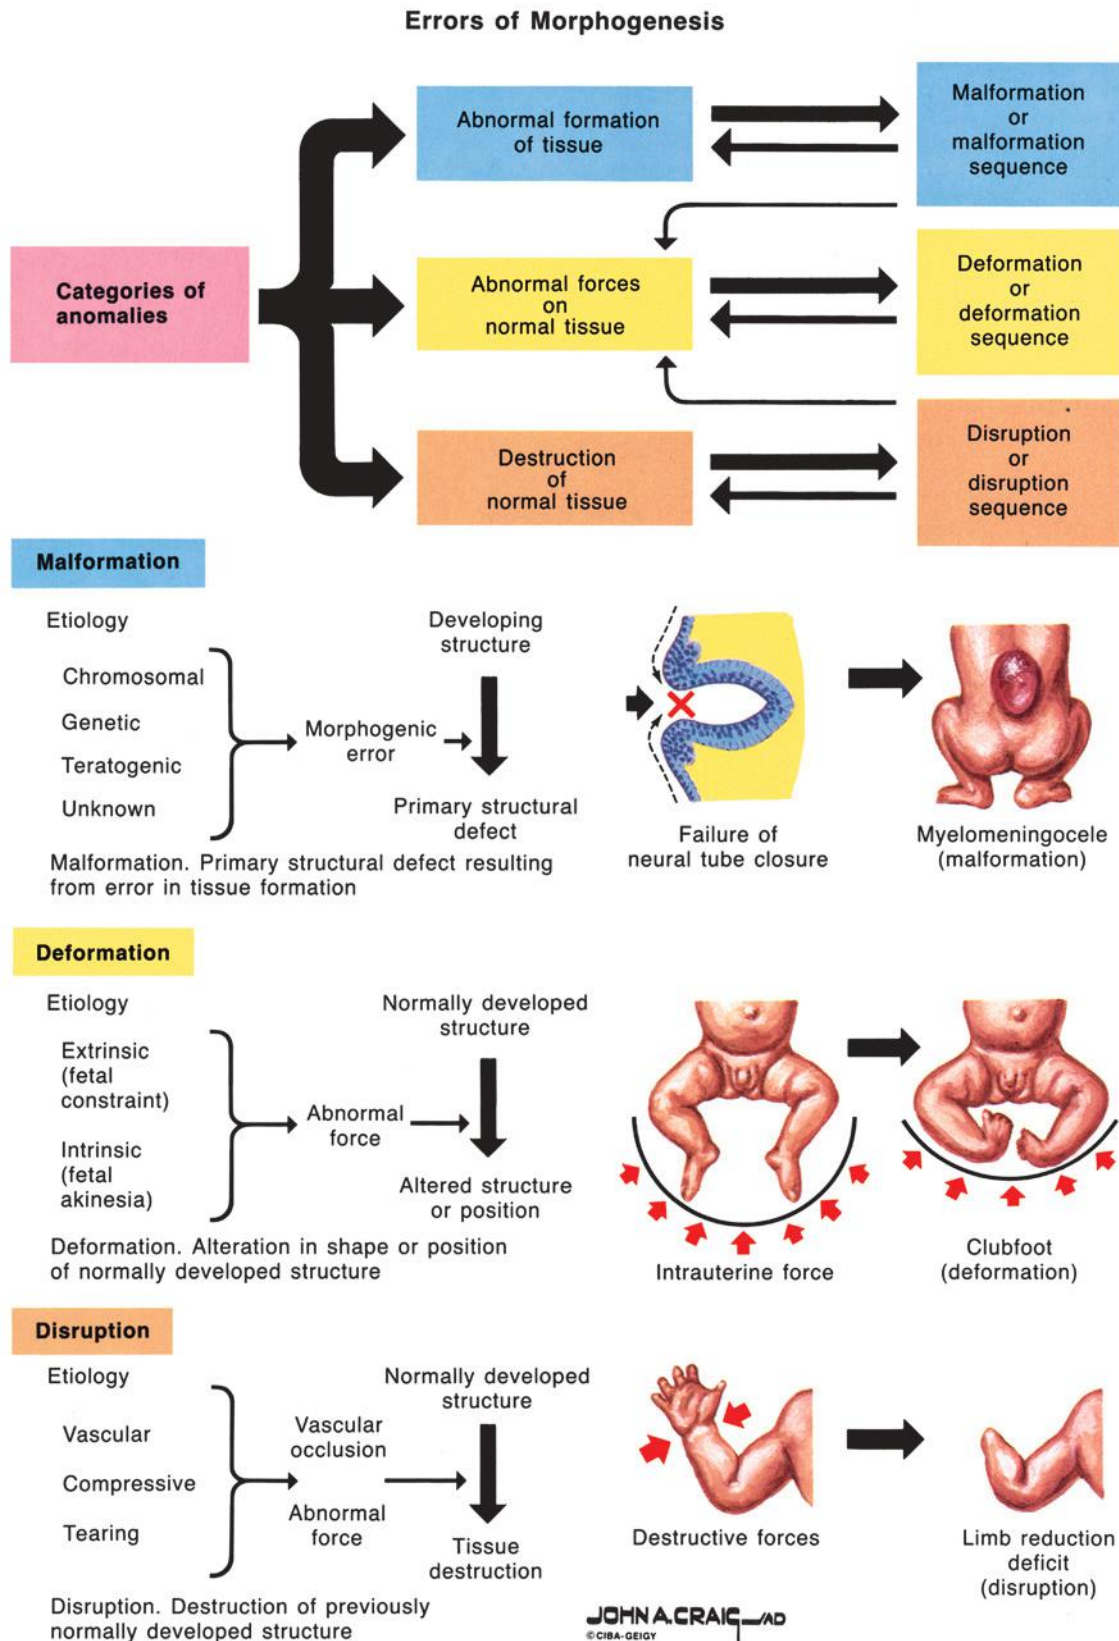 Errors of Morphogenesis
Categories of
anomalies
Abnormal formation
of tissue
Malformation
or
malformation
sequence
Abnormal forces
on
normal tissue
Deformation
or
deformation
sequence
Destruction
of
normal tissue
Disruption
or
disruption
sequence
Malformation
Etiology
Chromosomal
Genetic
Teratogenic
Unknown
Morphogenic
error
Developing
structure
Primary structural
defect
Failure of
neural tube closure
Myelomeningocele
(malformation)
Malformation. Primary structural defect resulting
from error in tissue formation
Deformation
Etiology
Extrinsic
(fetal
constraint)
Intrinsic
(fetal
akinesia)
Abnormal
force
Normally developed
structure
Altered structure
or position
Intrauterine force
Clubfoot
(deformation)
Deformation. Alteration in shape or position
of normally developed structure
Disruption
Etiology
Vascular
Compressive
Tearing
Vascular
occlusion
Abnormal
force
Normally developed
structure
Tissue
destruction
Destructive forces
Limb reduction
deficit
(disruption)
Disruption. Destruction of previously
normally developed structure
JOHN A. CRAIG AD
© CIBA-GEIGY